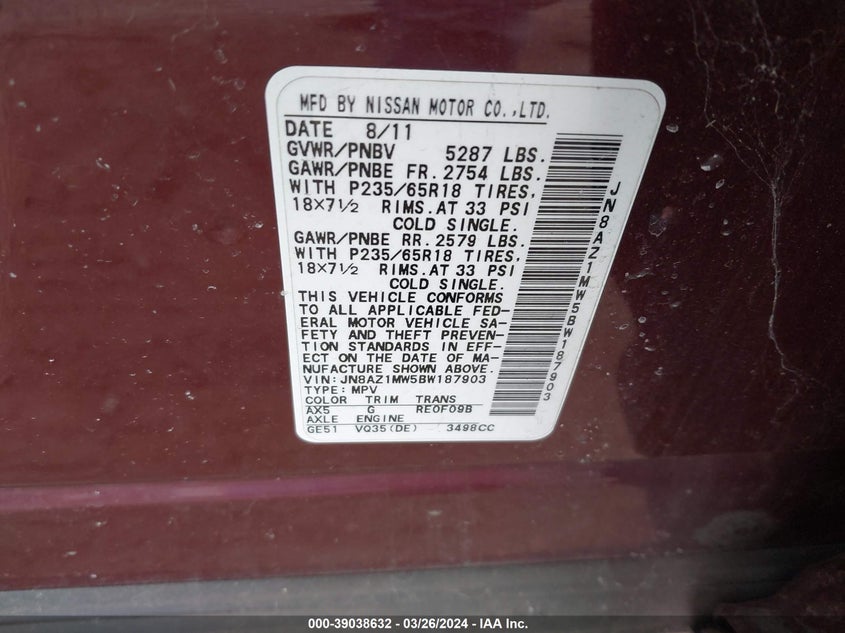 MFD BY NISSAN MOTOR CO.,LTD.
DATE 8/11
GVWR/PNBV 5287 LBS.
GAWR/PNBE FR. 2754 LBS.
WITH P235/65R18 TIRES,
18X7½ RIMS. AT 33 PSI
COLD SINGLE.
GAWR/PNBE RR. 2579 LBS.
WITH P235/65R18 TIRES,
18X7½ RIMS. AT 33 PSI
COLD SINGLE.
THIS VEHICLE CONFORMS
TO ALL APPLICABLE FED-
ERAL MOTOR VEHICLE SA-
FETY AND THEFT PREVEN-
TION STANDARDS IN EFF-
ECT ON THE DATE OF MA-
NUFACTURE SHOWN ABOVE.
VIN: JN8AZ1MW5BW187903
TYPE: MPV
COLOR TRIM TRANS
AX5 G RE0F09B
AXLE ENGINE
GE51 VQ35(DE) 3498CC
JN8AZ1MW5BW187903
000-39038632 - 03/26/2024 - IAA Inc.